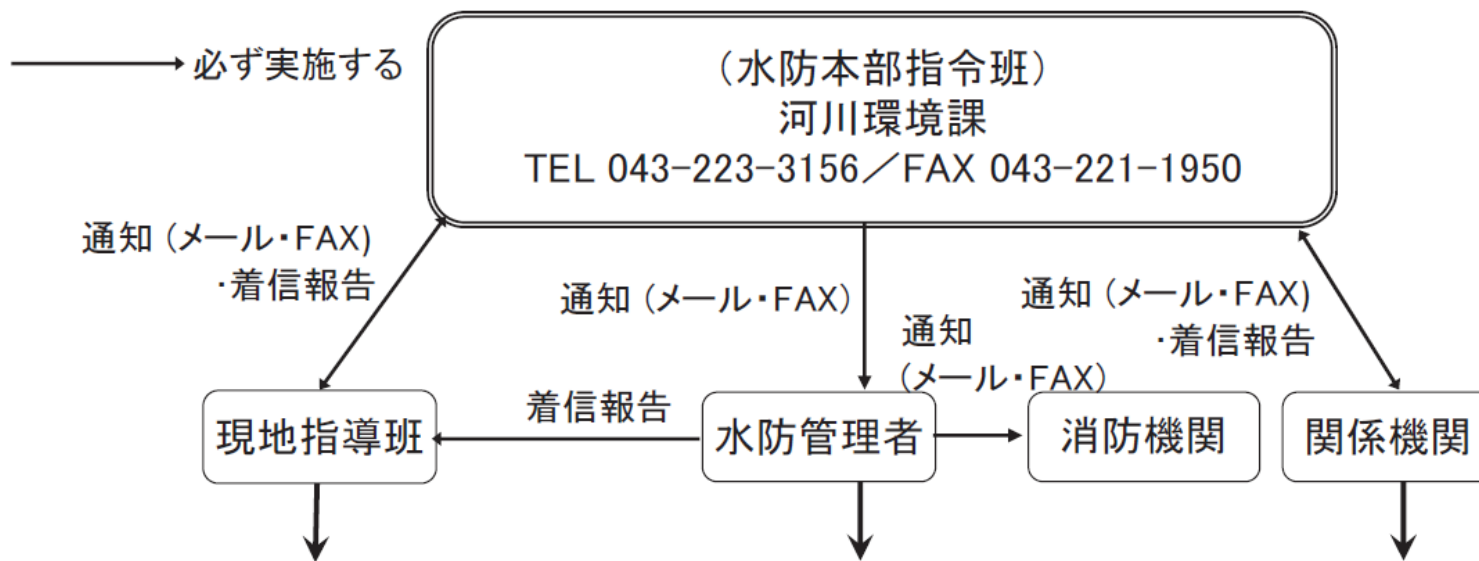 必ず実施する
（水防本部指令班）
河川環境課
TEL 043-223-3156／FAX 043-221-1950
通知（メール・FAX）
・着信報告
通知（メール・FAX）
通知
（メール・FAX）
通知（メール・FAX）
・着信報告
着信報告
現地指導班
水防管理者
消防機関
関係機関